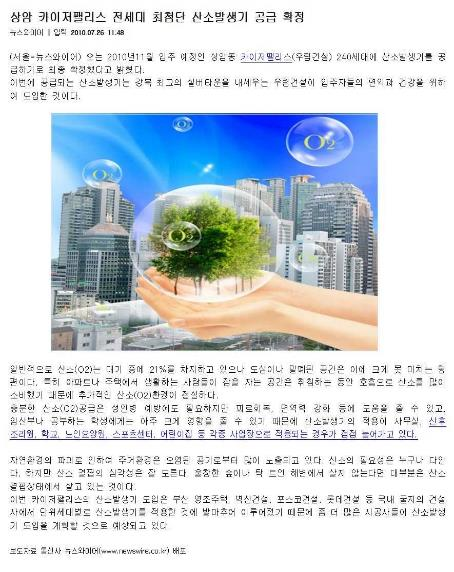 상암 카이저팰리스 전세대 최첨단 산소발생기 공급 확정
뉴스와이어 | 입력 2010.07.26 11:48
(서울=뉴스와이어) 오는 2010년11월 입주 예정인 상암동 카이저팰리스(우림건설) 240세대에 산소발생기를 공
급하기로 최종 확정했다고 밝혔다.
이번에 공급되는 산소발생기는 강북 최고의 실버타운을 내세우는 우림건설이 입주자들의 편익과 건강을 위하
여 도입한 것이다.
O2
O2
O2
O2
일반적으로 산소(O2)는 대기 중에 21%를 차지하고 있으나 도심이나 밀폐된 공간은 이에 크게 못 미치는 형
편이다. 특히 아파트나 주택에서 생활하는 사람들이 잠을 자는 공간은 취침하는 동안 호흡으로 산소를 많이
소비했기 때문에 추가적인 산소(O2)환경이 절실하다.
충분한 산소(O2)공급은 성인병 예방에도 필요하지만 피로회복, 면역력 강화 등에 도움을 줄 수 있고,
임산부나 공부하는 학생에게는 아주 크게 영향을 줄 수 있기 때문에 산소발생기의 적용이 사무실, 산후
조리원, 학교, 노인요양원, 스포츠센터, 어린이집 등 각종 사업장으로 적용되는 경우가 점점 늘어가고 있다.
자연환경의 파괴로 인하여 주거환경은 오염된 공기로부터 많이 노출되고 있다. 산소의 필요성은 누구나 다안
다. 하지만 산소 결핍의 심각성은 잘 모른다. 울창한 숲이나 탁 트인 해변에서 살지 않는다면 대부분은 산소
결핍상태에서 살고 있는 것이다.
이번 카이저팰리스의 산소발생기 도입은 부산 영조주택, 벽산건설, 포스코건설, 롯데건설 등 국내 굴지의 건설
사에서 단위세대별로 산소발생기를 적용한 것에 발맞추어 이루어졌기 때문에 좀 더 많은 시공사들이 산소발생
기 도입을 계획할 것으로 예상되고 있다.
보도자료 통신사 뉴스와이어(www.newswire.co.kr) 배포